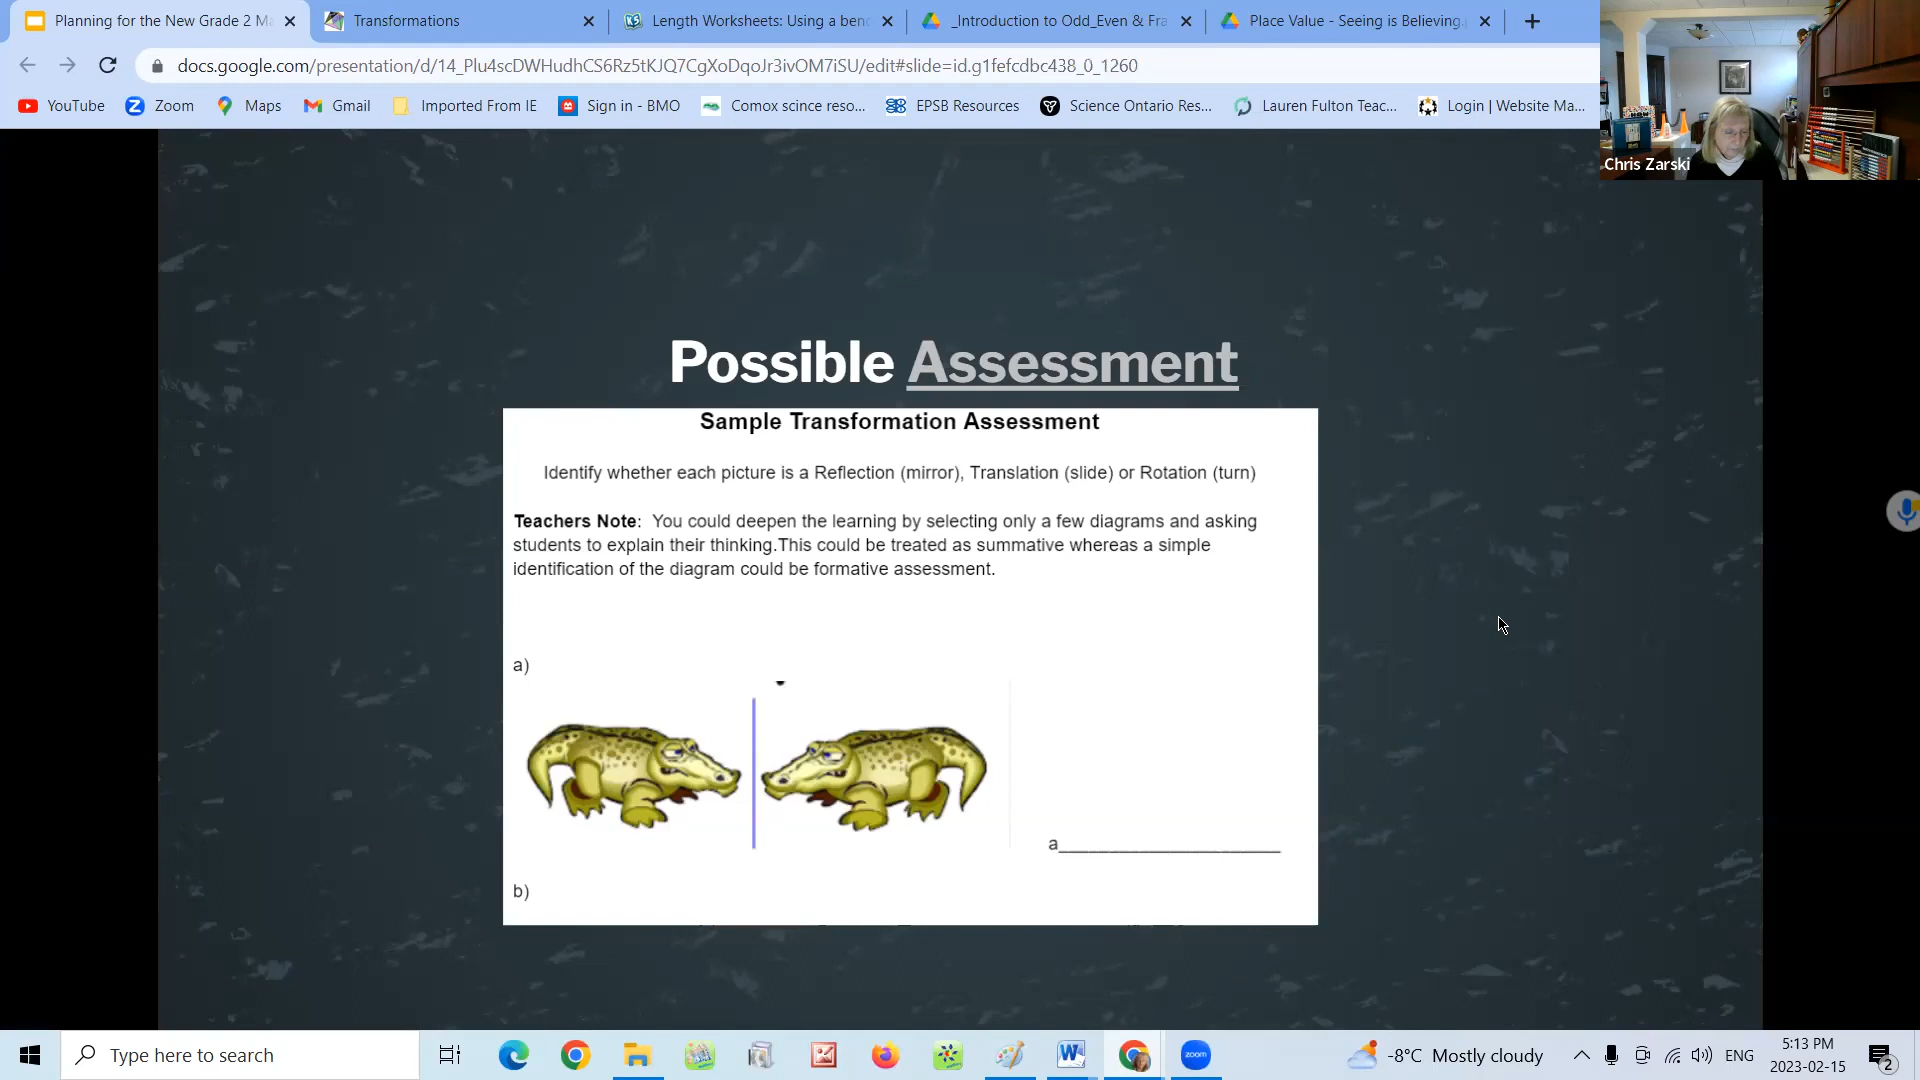 Planning for the New Grade 2 Ma
Transformations
Length Worksheets: Using a ben
_Introduction to Odd_Even & Fra
Place Value - Seeing is Believing.
docs.google.com/presentation/d/14_Plu4scDWHudhCS6Rz5tKJQ7CgXoDqoJr3ivOM7iSU/edit#slide=id.g1fefcdbc438_0_1260
YouTube
Zoom
Maps
Gmail
Imported From IE
Sign in - BMO
Comox scince reso...
EPSB Resources
Science Ontario Res...
Lauren Fulton Teac...
Login | Website Ma...
Chris Zarski
Possible Assessment
Sample Transformation Assessment
Identify whether each picture is a Reflection (mirror), Translation (slide) or Rotation (turn)
Teachers Note: You could deepen the learning by selecting only a few diagrams and asking
students to explain their thinking.This could be treated as summative whereas a simple
identification of the diagram could be formative assessment.
a)
a______________________
b)
Type here to search
zoom
-8°C Mostly cloudy
ENG
5:13 PM
2023-02-15
2